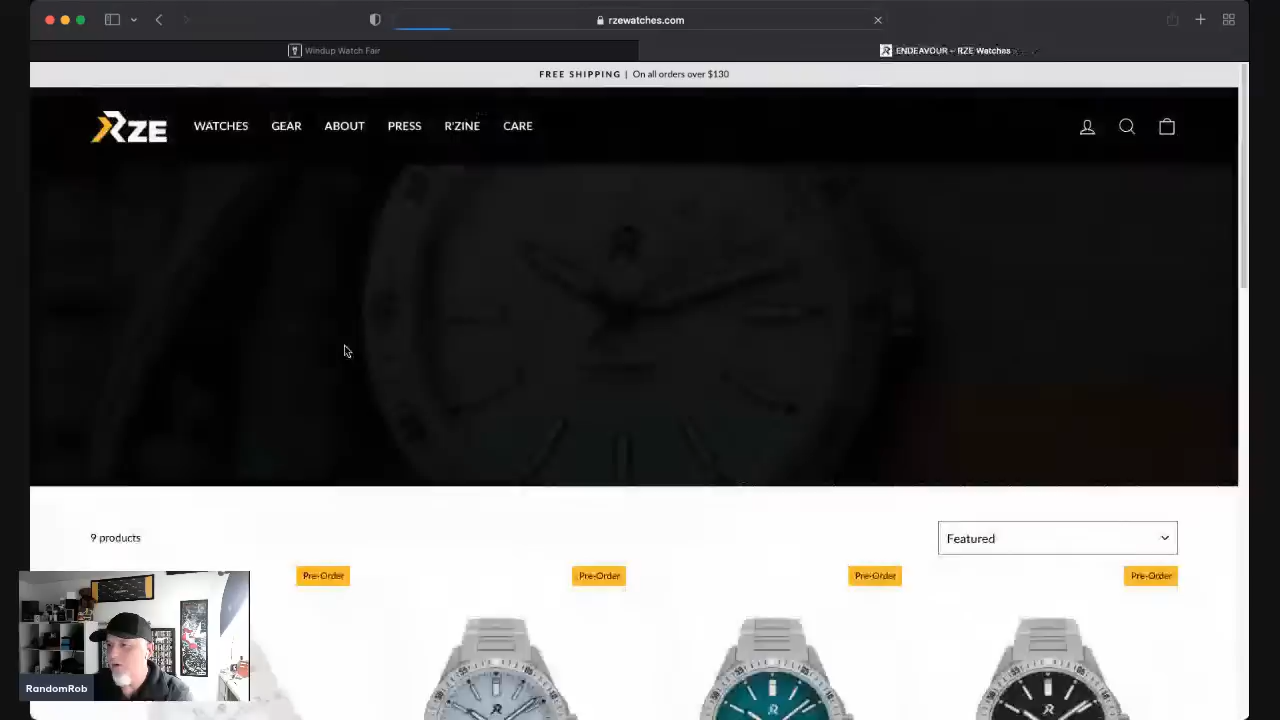 rzewatches.com
Windup Watch Fair
ENDEAVOUR – RZE Watches
FREE SHIPPING | On all orders over $130
RZE WATCHES GEAR ABOUT PRESS R'ZINE CARE
9 products
Featured
Pre-Order Pre-Order Pre-Order Pre-Order
RandomRob